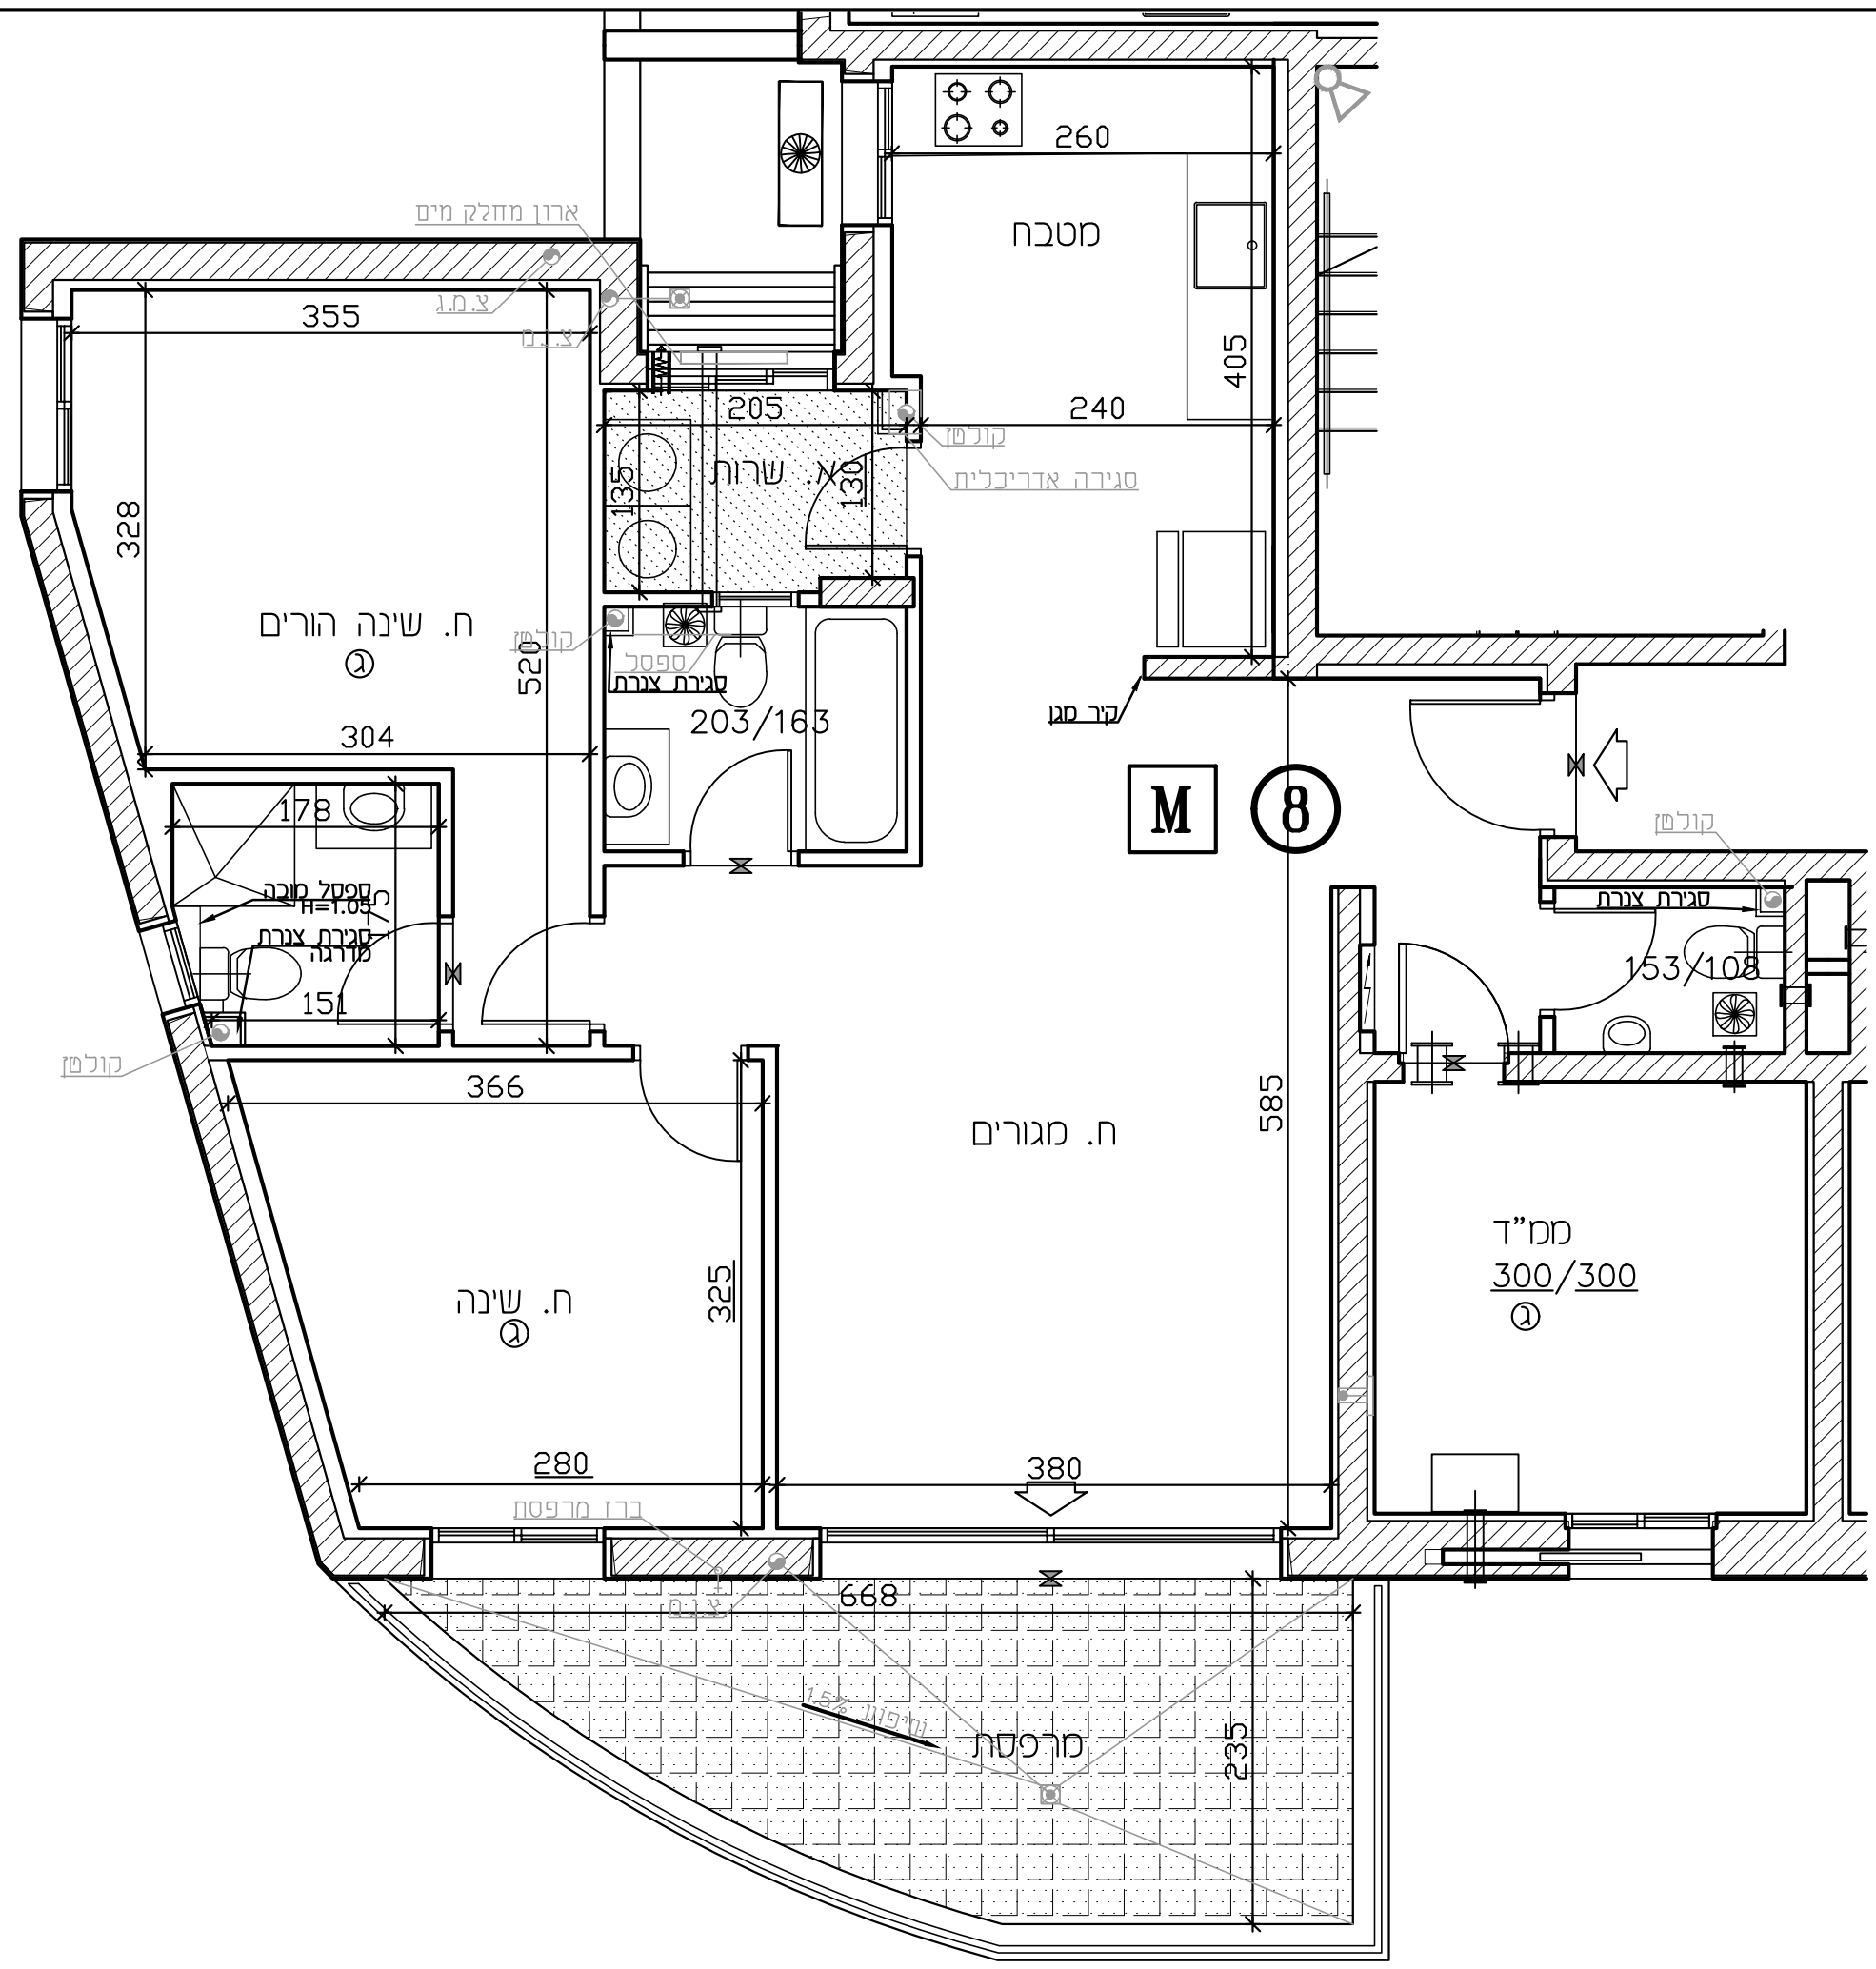 260
ארון מחלק מים
מטבח
צ.מ.ג
355
צ.נ.מ
405
205
240
קולטן
א. שרות
135
130
סגירה אדריכלית
328
ח. שינה הורים
ג
520
קולטן
ספסל
סגירת צנרת
203/163
קיר מגן
304
M
8
178
קולטן
ספסל מונה
H=1.05
סגירת צנרת
מדרגה
175
סגירת צנרת
153/108
151
קולטן
366
585
ח. מגורים
ממ"ד
300/300
ג
325
ח. שינה
ג
280
380
ברז מרפסת
צ.נ.מ
668
שיפוע 1.5%
מרפסת
235